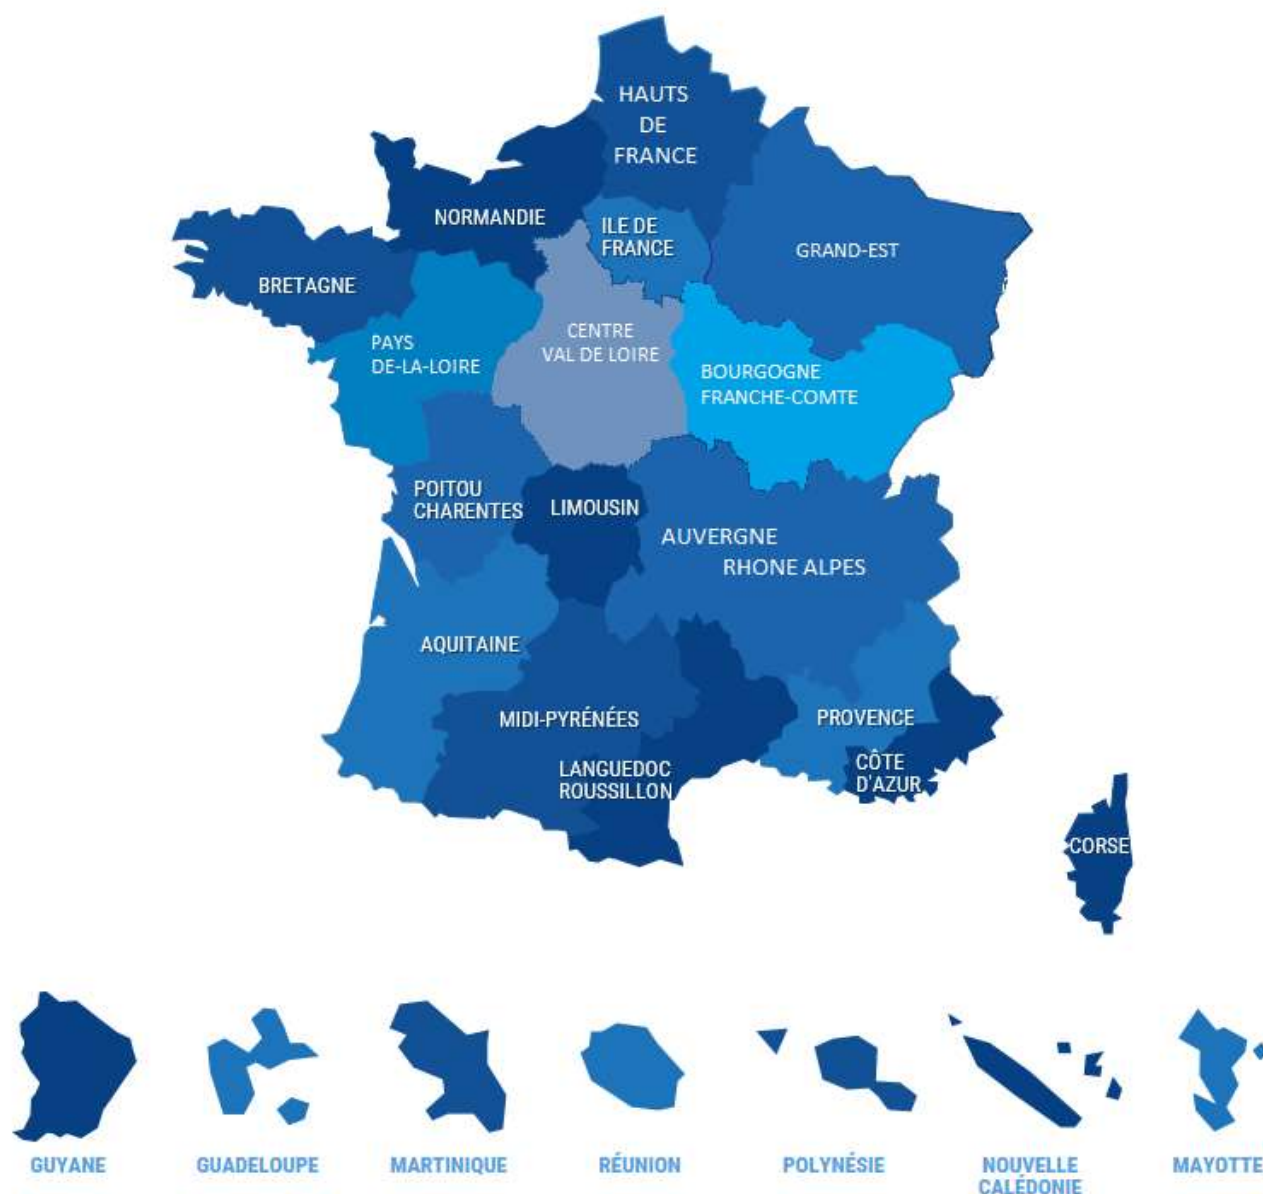 HAUTS
DE
FRANCE
NORMANDIE
ILE DE
FRANCE
GRAND-EST
BRETAGNE
PAYS
DE-LA-LOIRE
CENTRE
VAL DE LOIRE
BOURGOGNE
FRANCHE-COMTE
POITOU
CHARENTES
LIMOUSIN
AUVERGNE
RHONE ALPES
AQUITAINE
MIDI-PYRÉNÉES
PROVENCE
LANGUEDOC
ROUSSILLON
CÔTE
D'AZUR
CORSE
GUYANE
GUADELOUPE
MARTINIQUE
RÉUNION
POLYNÉSIE
NOUVELLE
CALÉDONIE
MAYOTTE